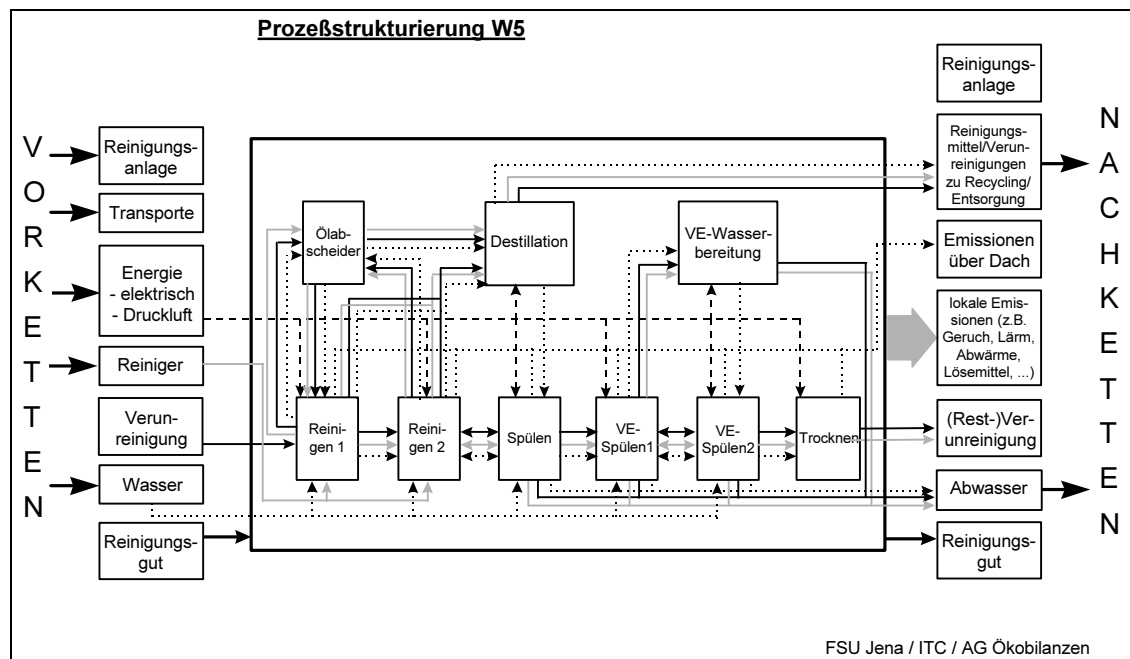 Prozeßstrukturierung W5
VORKETTEN
Reinigungs-
anlage
Transporte
Energie
- elektrisch
- Druckluft
Reiniger
Verun-
reinigung
Wasser
Reinigungs-
gut
Ölab-
scheider
Destillation
VE-Wasser-
bereitung
Reini-
gen 1
Reini-
gen 2
Spülen
VE-
Spülen1
VE-
Spülen2
Trocknen
Reinigungs-
anlage
Reinigungs-
mittel/Verun-
reinigungen
zu Recycling/
Entsorgung
Emissionen
über Dach
lokale Emis-
sionen (z.B.
Geruch, Lärm,
Abwärme,
Lösemittel, ...)
(Rest-)Ver-
unreinigung
Abwasser
Reinigungs-
gut
NACHKETTEN
FSU Jena / ITC / AG Ökobilanzen